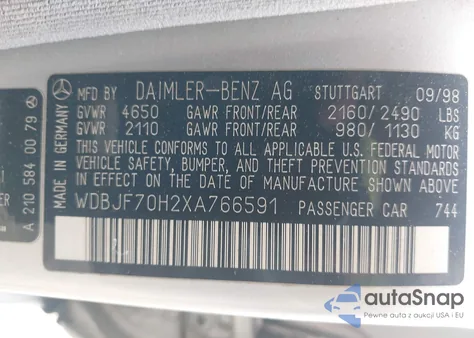 DAIMLER-BENZ AG STUTTGART 09/98
GVWR 4650 GAWR FRONT/REAR 2160/2490 LBS
GVWR 2110 GAWR FRONT/REAR 980/1130 KG
THIS VEHICLE CONFORMS TO ALL APPLICABLE U.S. FEDERAL MOTOR
VEHICLE SAFETY, BUMPER, AND THEFT PREVENTION STANDARDS
IN EFFECT ON THE DATE OF MANUFACTURE SHOWN ABOVE.
WDBJF70H2XA766591 PASSENGER CAR 744
MADE IN GERMANY
A 210 584 00 79
autoSnap
Pewne auta z aukcji USA i EU